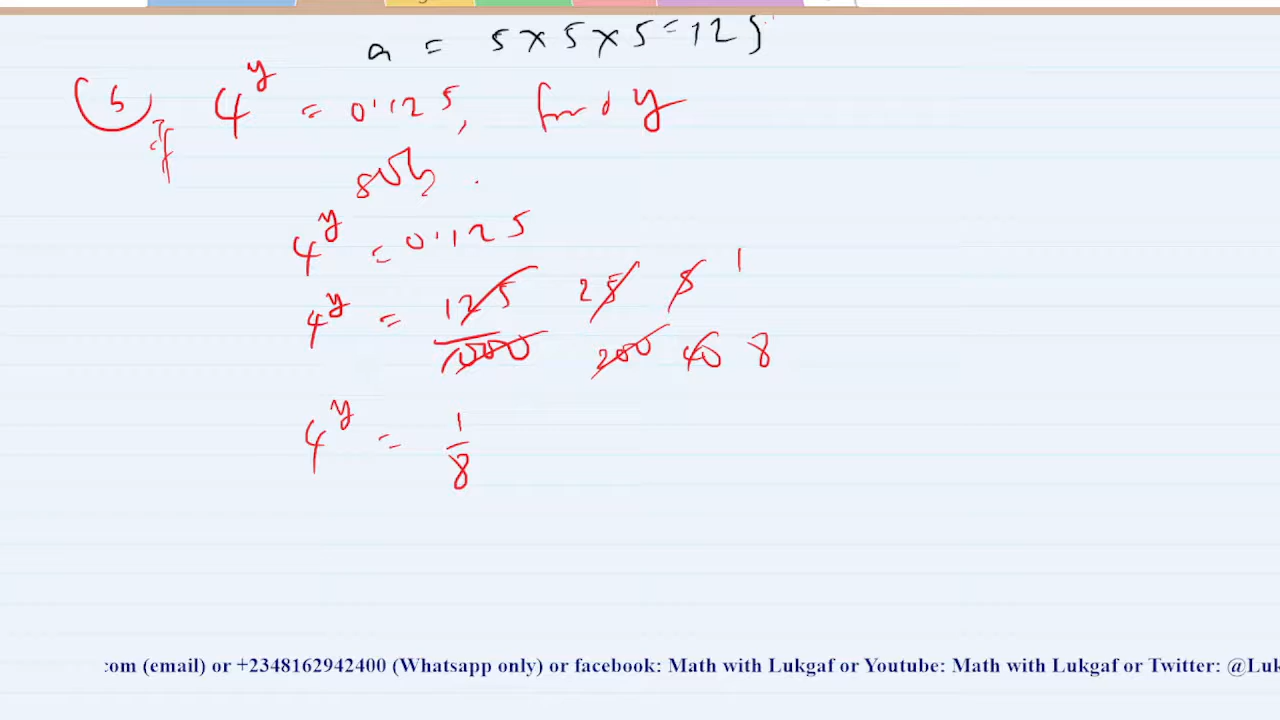 a = 5 x 5 x 5 = 125
5 If 4^y = 0.125, find y
soln
4^y = 0.125
4^y = 125/1000 25/200 5/40 1/8
4^y = 1/8
com (email) or +2348162942400 (Whatsapp only) or facebook: Math with Lukgaf or Youtube: Math with Lukgaf or Twitter: @Luk